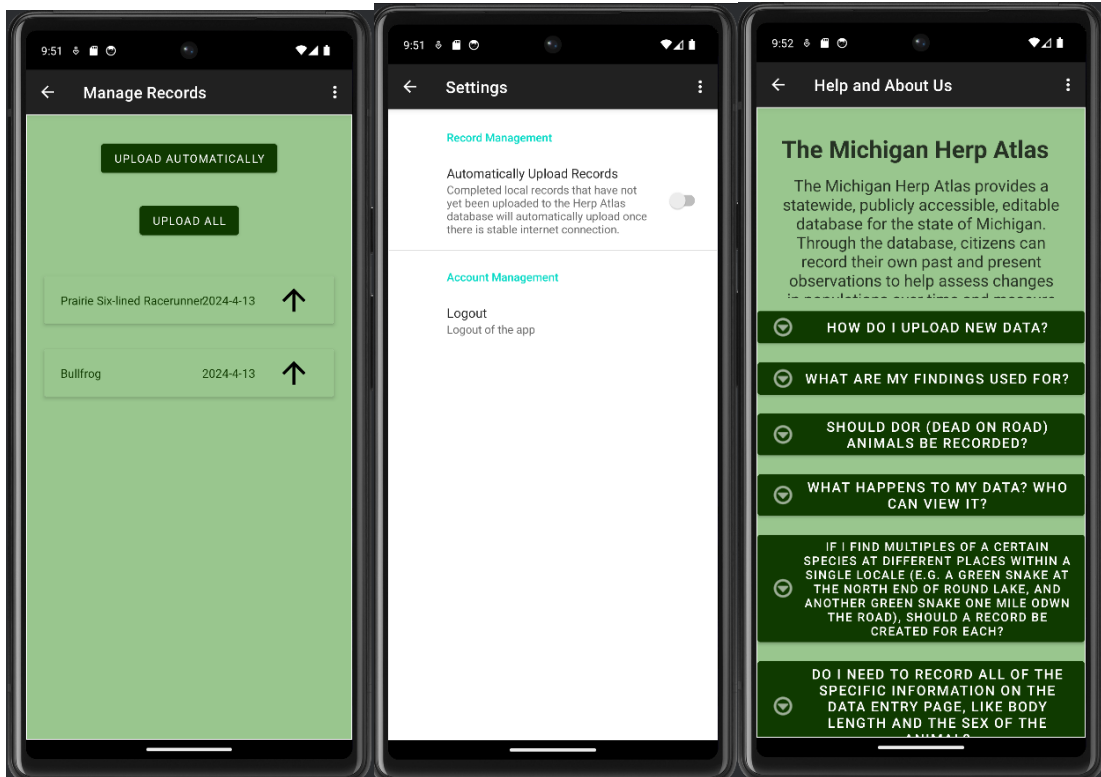 9:51
Manage Records
UPLOAD AUTOMATICALLY
UPLOAD ALL
Prairie Six-lined Racerunner 2024-4-13
Bullfrog 2024-4-13
9:51
Settings
Record Management
Automatically Upload Records
Completed local records that have not
yet been uploaded to the Herp Atlas
database will automatically upload once
there is stable internet connection.
Account Management
Logout
Logout of the app
9:52
Help and About Us
The Michigan Herp Atlas
The Michigan Herp Atlas provides a
statewide, publicly accessible, editable
database for the state of Michigan.
Through the database, citizens can
record their own past and present
observations to help assess changes
in populations over time and measure
HOW DO I UPLOAD NEW DATA?
WHAT ARE MY FINDINGS USED FOR?
SHOULD DOR (DEAD ON ROAD)
ANIMALS BE RECORDED?
WHAT HAPPENS TO MY DATA? WHO
CAN VIEW IT?
IF I FIND MULTIPLES OF A CERTAIN
SPECIES AT DIFFERENT PLACES WITHIN A
SINGLE LOCALE (E.G. A GREEN SNAKE AT
THE NORTH END OF ROUND LAKE, AND
ANOTHER GREEN SNAKE ONE MILE ODWN
THE ROAD), SHOULD A RECORD BE
CREATED FOR EACH?
DO I NEED TO RECORD ALL OF THE
SPECIFIC INFORMATION ON THE
DATA ENTRY PAGE, LIKE BODY
LENGTH AND THE SEX OF THE
ANIMAL?